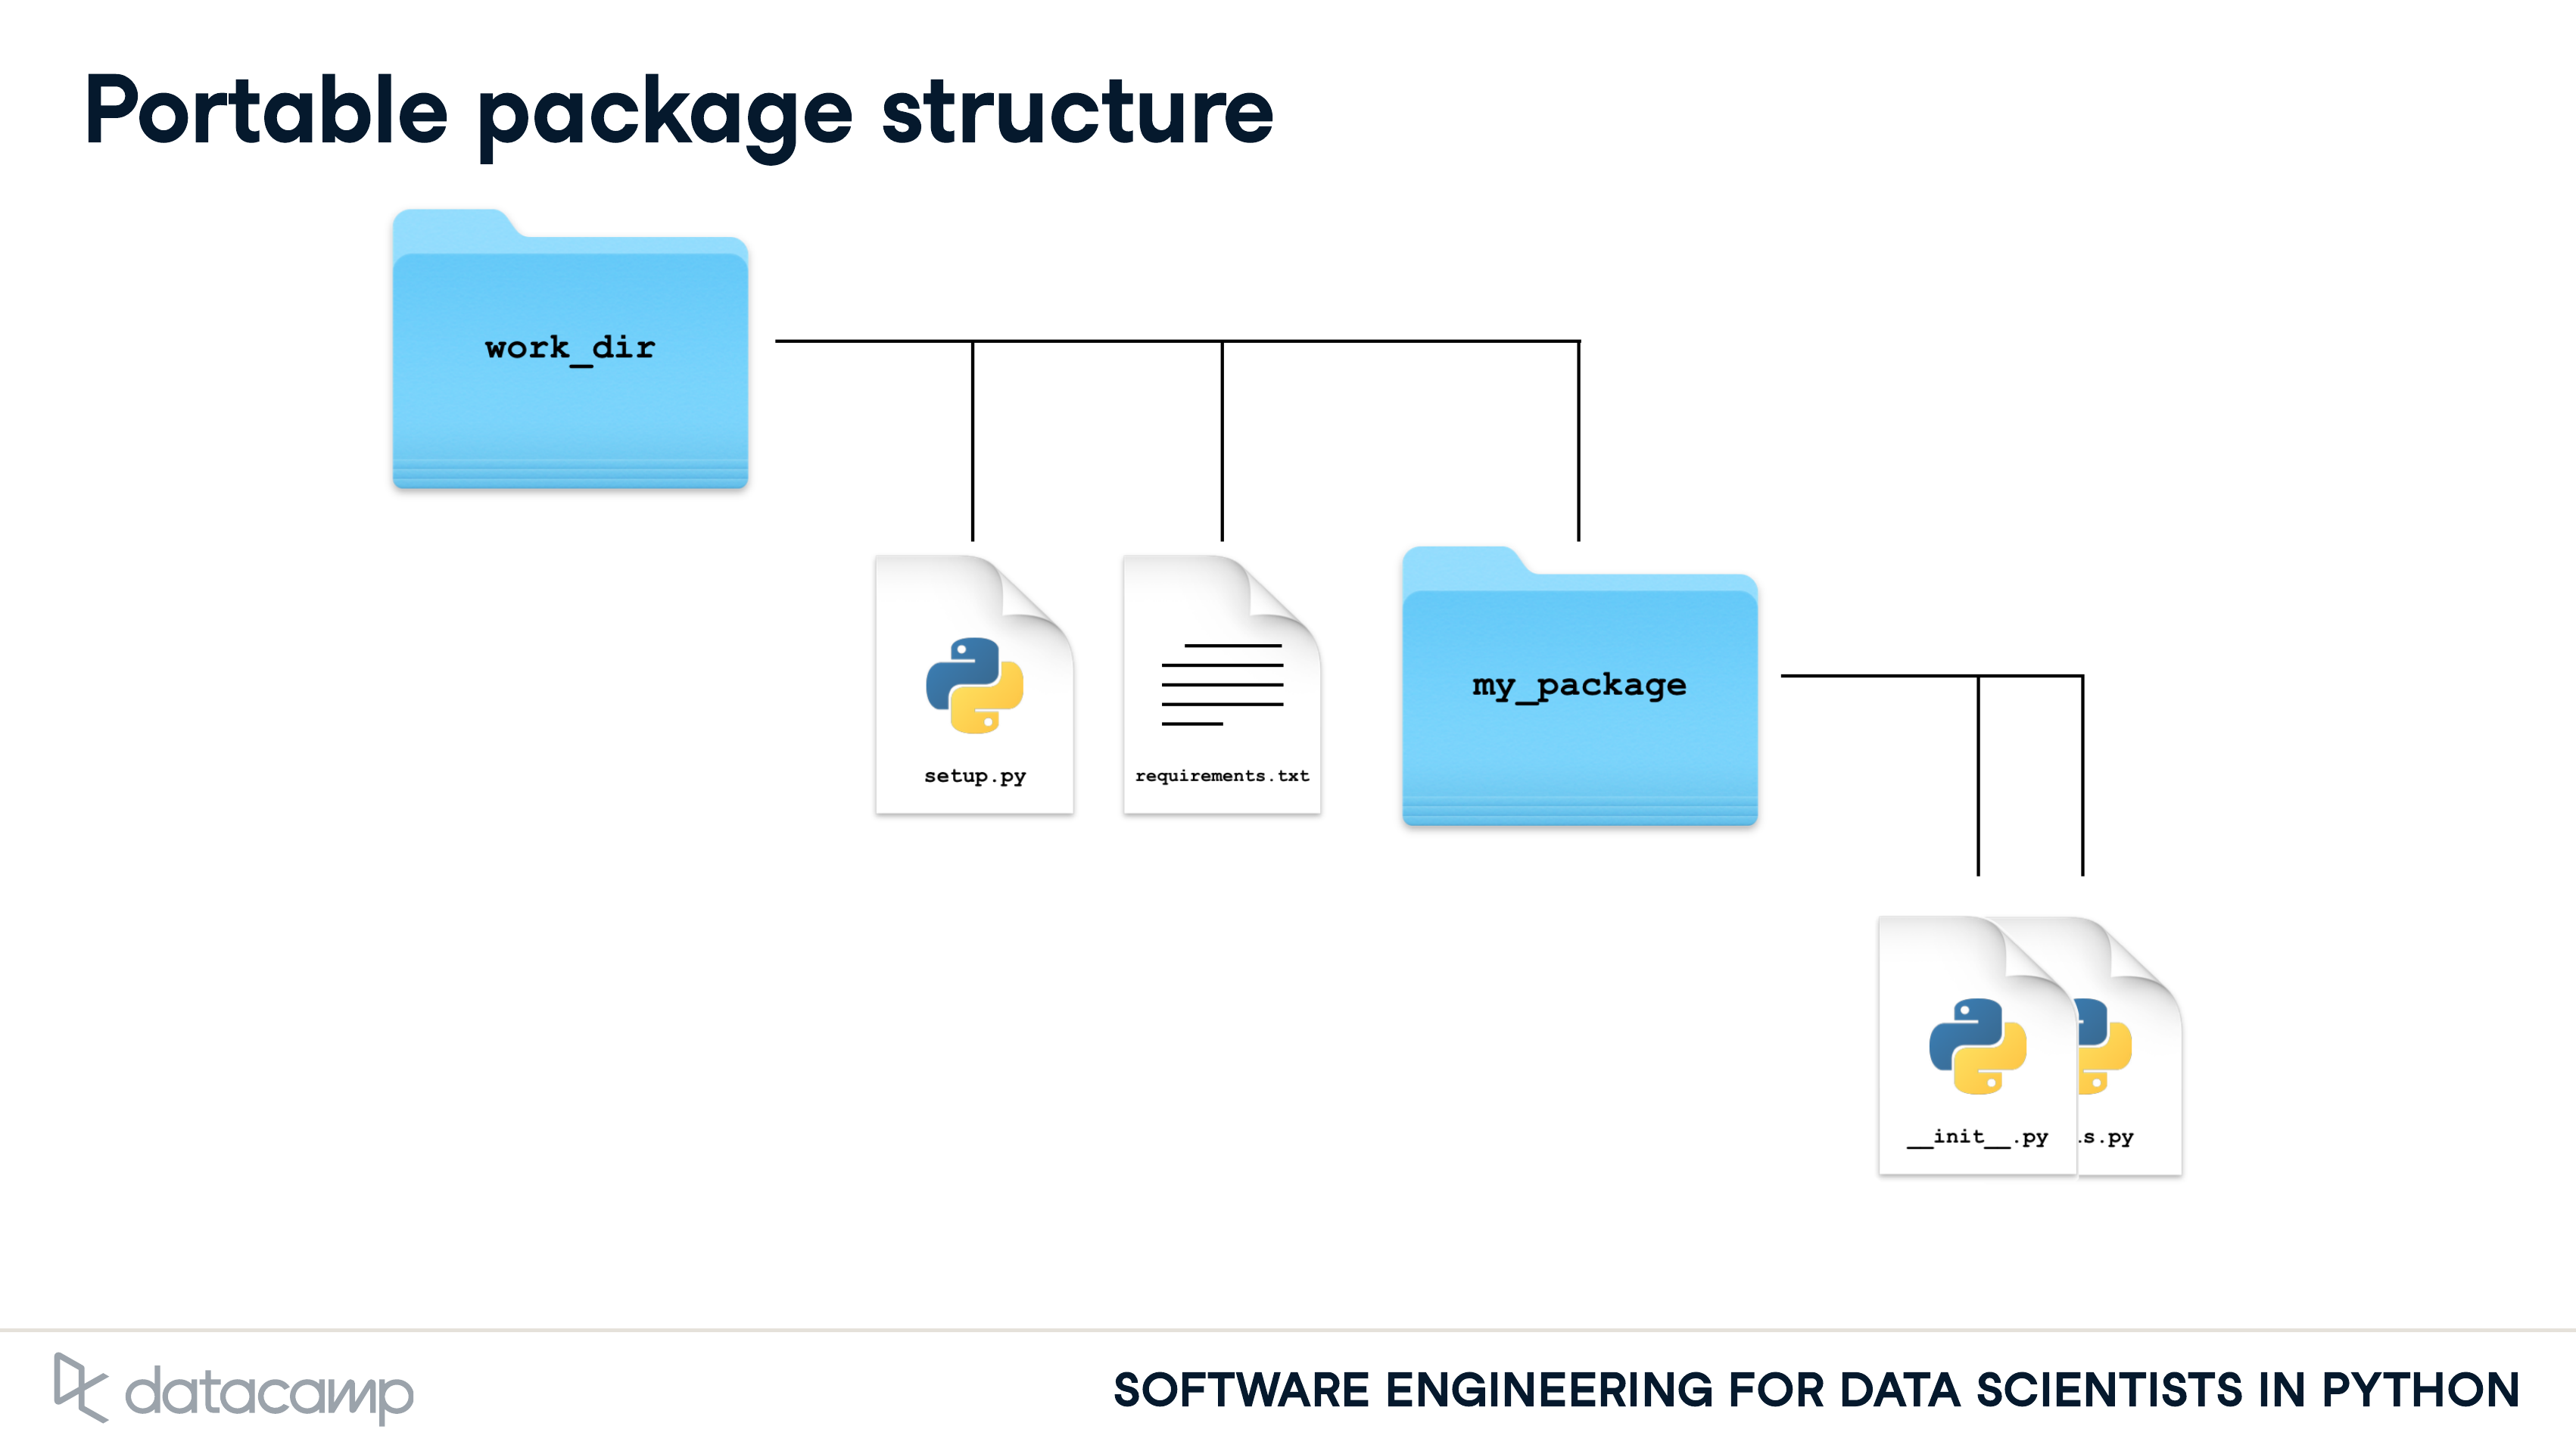 Portable package structure
work_dir
setup.py
requirements.txt
my_package
__init__.py
s.py
datacamp
SOFTWARE ENGINEERING FOR DATA SCIENTISTS IN PYTHON